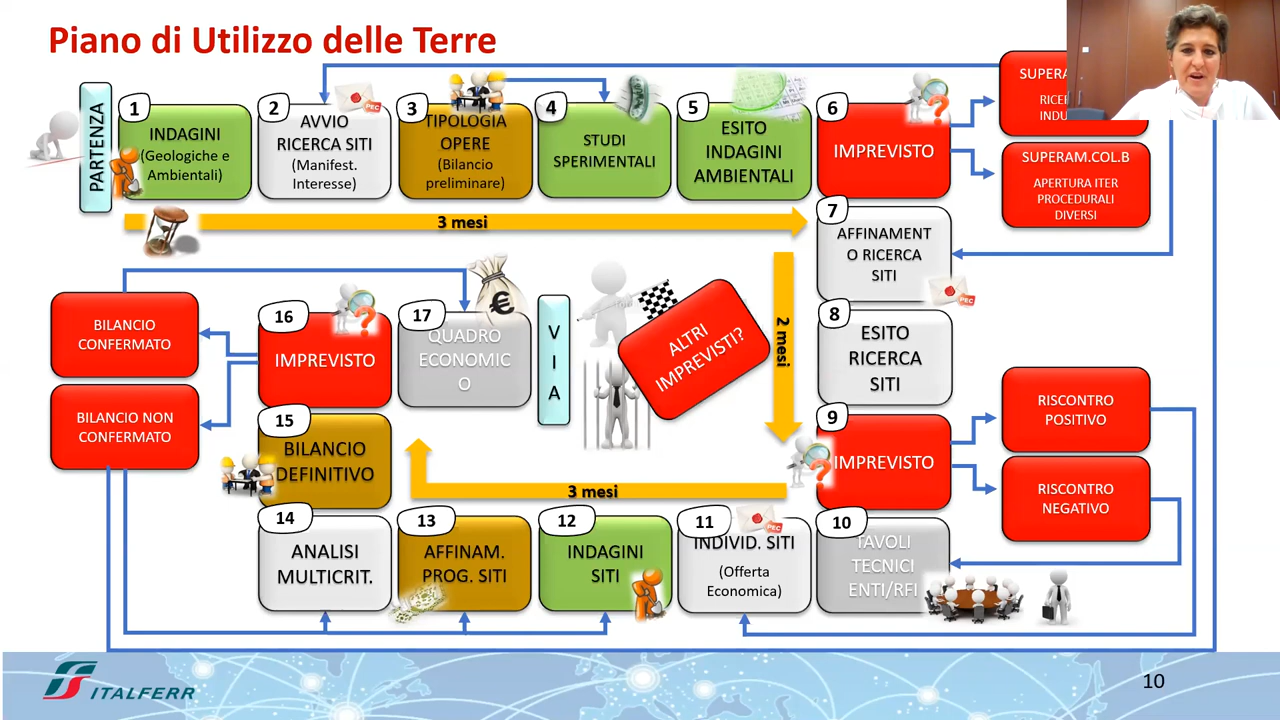 Piano di Utilizzo delle Terre
PARTENZA
1
INDAGINI
(Geologiche e
Ambientali)
2
AVVIO
RICERCA SITI
(Manifest.
Interesse)
PEC
3
TIPOLOGIA
OPERE
(Bilancio
preliminare)
4
STUDI
SPERIMENTALI
5
ESITO
INDAGINI
AMBIENTALI
6
IMPREVISTO
?
SUPERAM.COL.B
APERTURA ITER
PROCEDURALI
DIVERSI
3 mesi
7
AFFINAMENT
O RICERCA
SITI
PEC
8
ESITO
RICERCA
SITI
2 mesi
9
IMPREVISTO
?
RISCONTRO
POSITIVO
RISCONTRO
NEGATIVO
10
TAVOLI
TECNICI
ENTI/RFI
11
INDIVID. SITI
(Offerta
Economica)
PEC
12
INDAGINI
SITI
13
AFFINAM.
PROG. SITI
14
ANALISI
MULTICRIT.
3 mesi
15
BILANCIO
DEFINITIVO
16
IMPREVISTO
?
BILANCIO
CONFERMATO
BILANCIO NON
CONFERMATO
17
QUADRO
ECONOMIC
O
€
VIA
ALTRI
IMPREVISTI?
ITALFERR
10